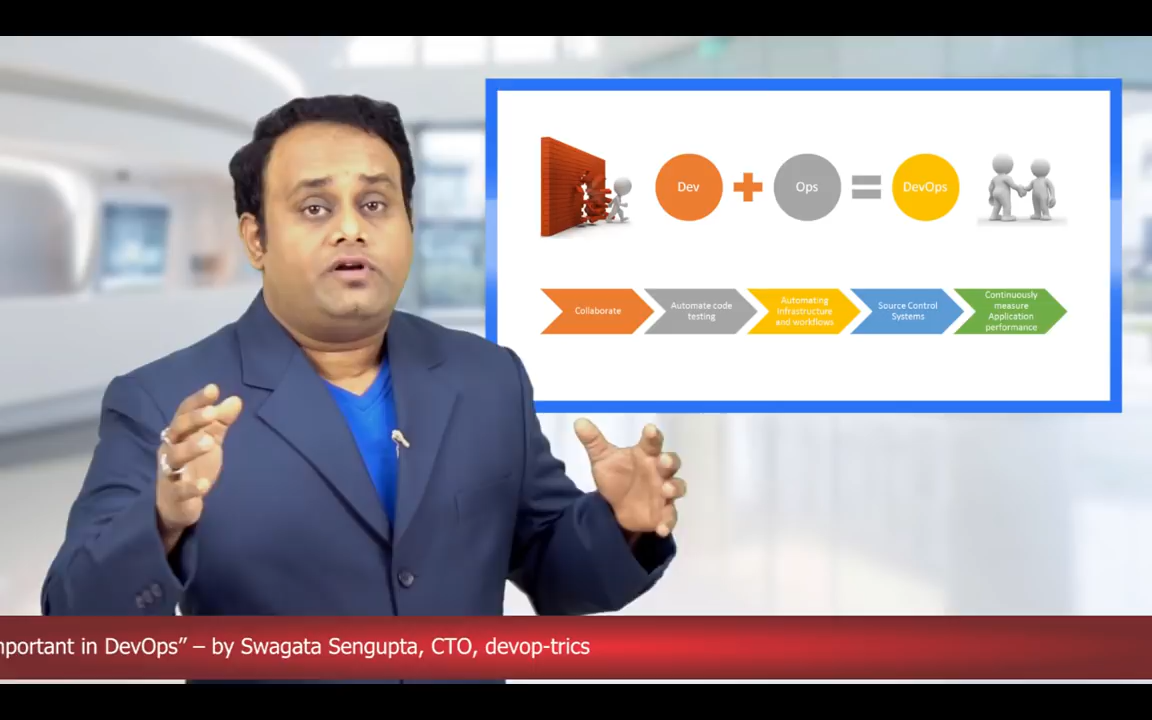 Dev
Ops
DevOps
Collaborate
Automate code
testing
Automating
Infrastructure
and workflows
Source Control
Systems
Continuously
measure
Application
performance
in DevOps” – by Swagata Sengupta, CTO, devop-trics